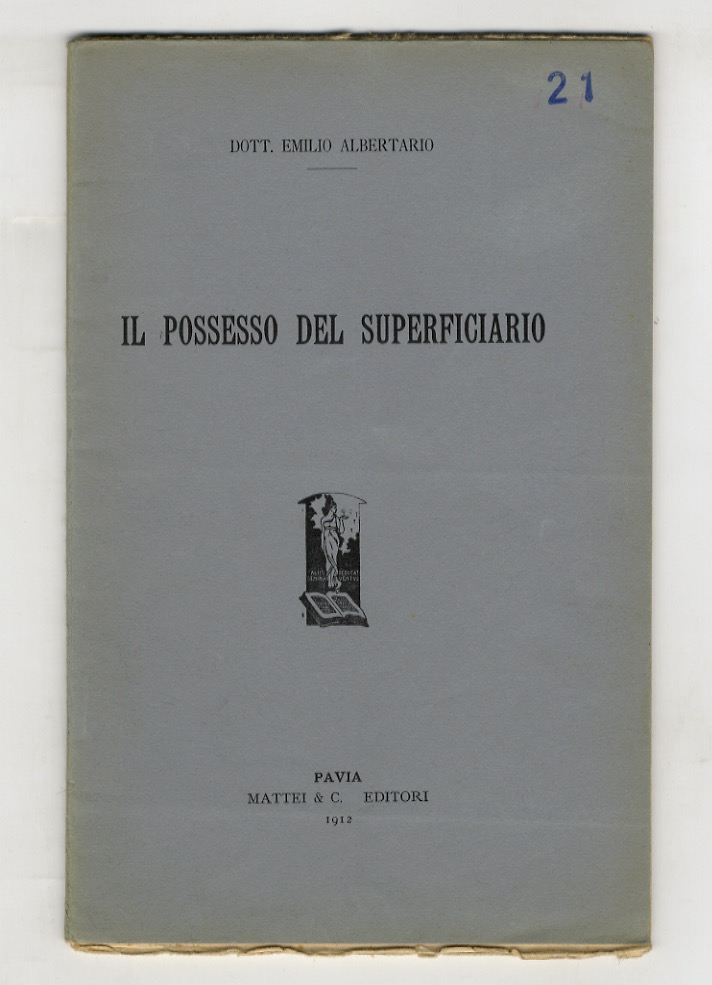 21
DOTT. EMILIO ALBERTARIO
IL POSSESSO DEL SUPERFICIARIO
PAVIA
MATTEI & C. EDITORI
1912